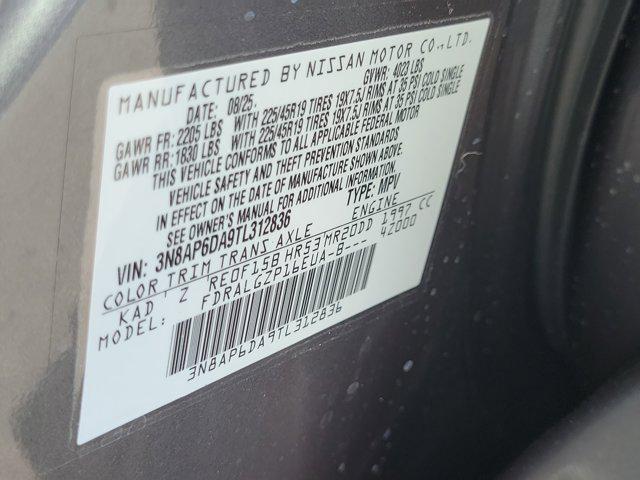 MANUFACTURED BY NISSAN MOTOR CO., LTD.
DATE: 08/25, GVWR: 4022 LBS
GAWR FR: 2205 LBS WITH 225/45R19 TIRES 19X7.5J RIMS AT 35 PSI COLD SINGLE
GAWR RR: 1830 LBS WITH 225/45R19 TIRES 19X7.5J RIMS AT 35 PSI COLD SINGLE
THIS VEHICLE CONFORMS TO ALL APPLICABLE FEDERAL MOTOR
VEHICLE SAFETY AND THEFT PREVENTION STANDARDS
IN EFFECT ON THE DATE OF MANUFACTURE SHOWN ABOVE.
SEE OWNER'S MANUAL FOR ADDITIONAL INFORMATION.
VIN: 3N8AP6DA9TL312836 TYPE: MPV
COLOR TRIM TRANS AXLE ENGINE
KAD' Z 'RE0F15B HR53'MR20DD 1997 CC
MODEL: FDRALGZP16EUA-B--- 42000
3N8AP6DA9TL312836